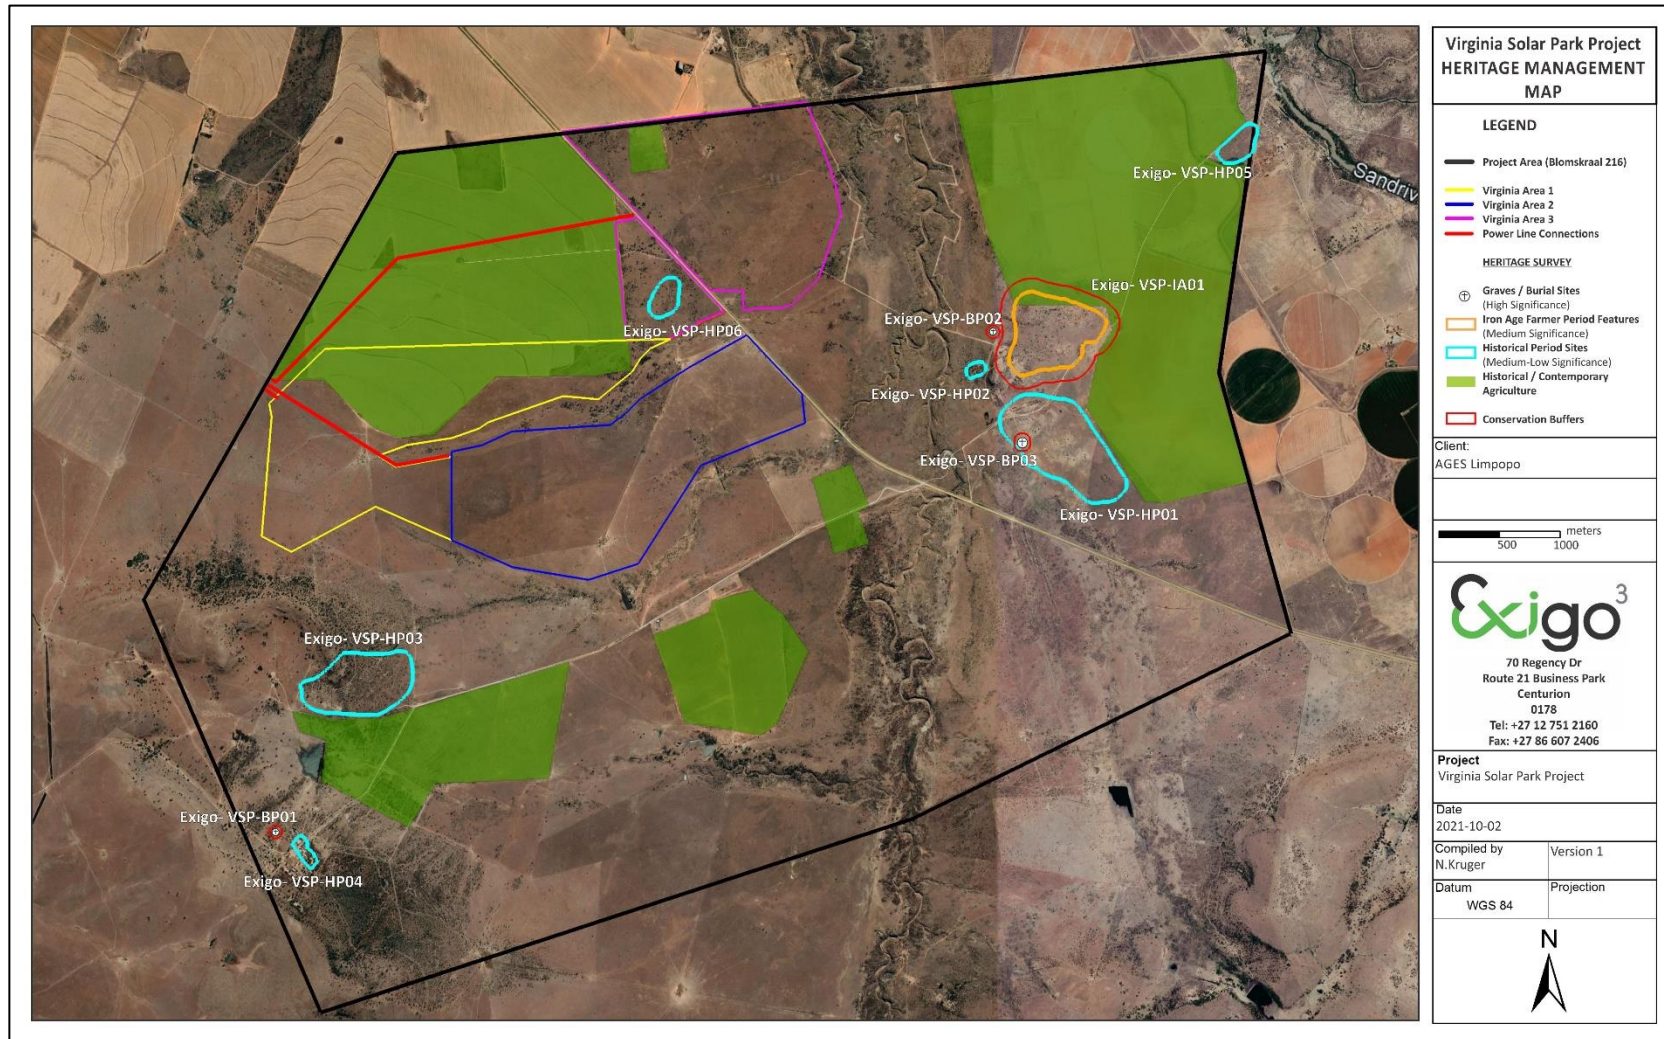 Virginia Solar Park Project
HERITAGE MANAGEMENT
MAP
LEGEND
Project Area (Blomskraal 216)
Virginia Area 1
Virginia Area 2
Virginia Area 3
Power Line Connections
HERITAGE SURVEY
Graves / Burial Sites
(High Significance)
Iron Age Farmer Period Features
(Medium Significance)
Historical Period Sites
(Medium-Low Significance)
Historical / Contemporary
Agriculture
Conservation Buffers
Client:
AGES Limpopo
meters
500 1000
Exigo3
70 Regency Dr
Route 21 Business Park
Centurion
0178
Tel: +27 12 751 2160
Fax: +27 86 607 2406
Project
Virginia Solar Park Project
Date
2021-10-02
Compiled by
N.Kruger
Version 1
Datum
WGS 84
Projection
N
Exigo- VSP-HP05
Sandriv
Exigo- VSP-IA01
Exigo- VSP-BP02
Exigo- VSP-HP06
Exigo- VSP-HP02
Exigo- VSP-BP03
Exigo- VSP-HP01
Exigo- VSP-HP03
Exigo- VSP-BP01
Exigo- VSP-HP04